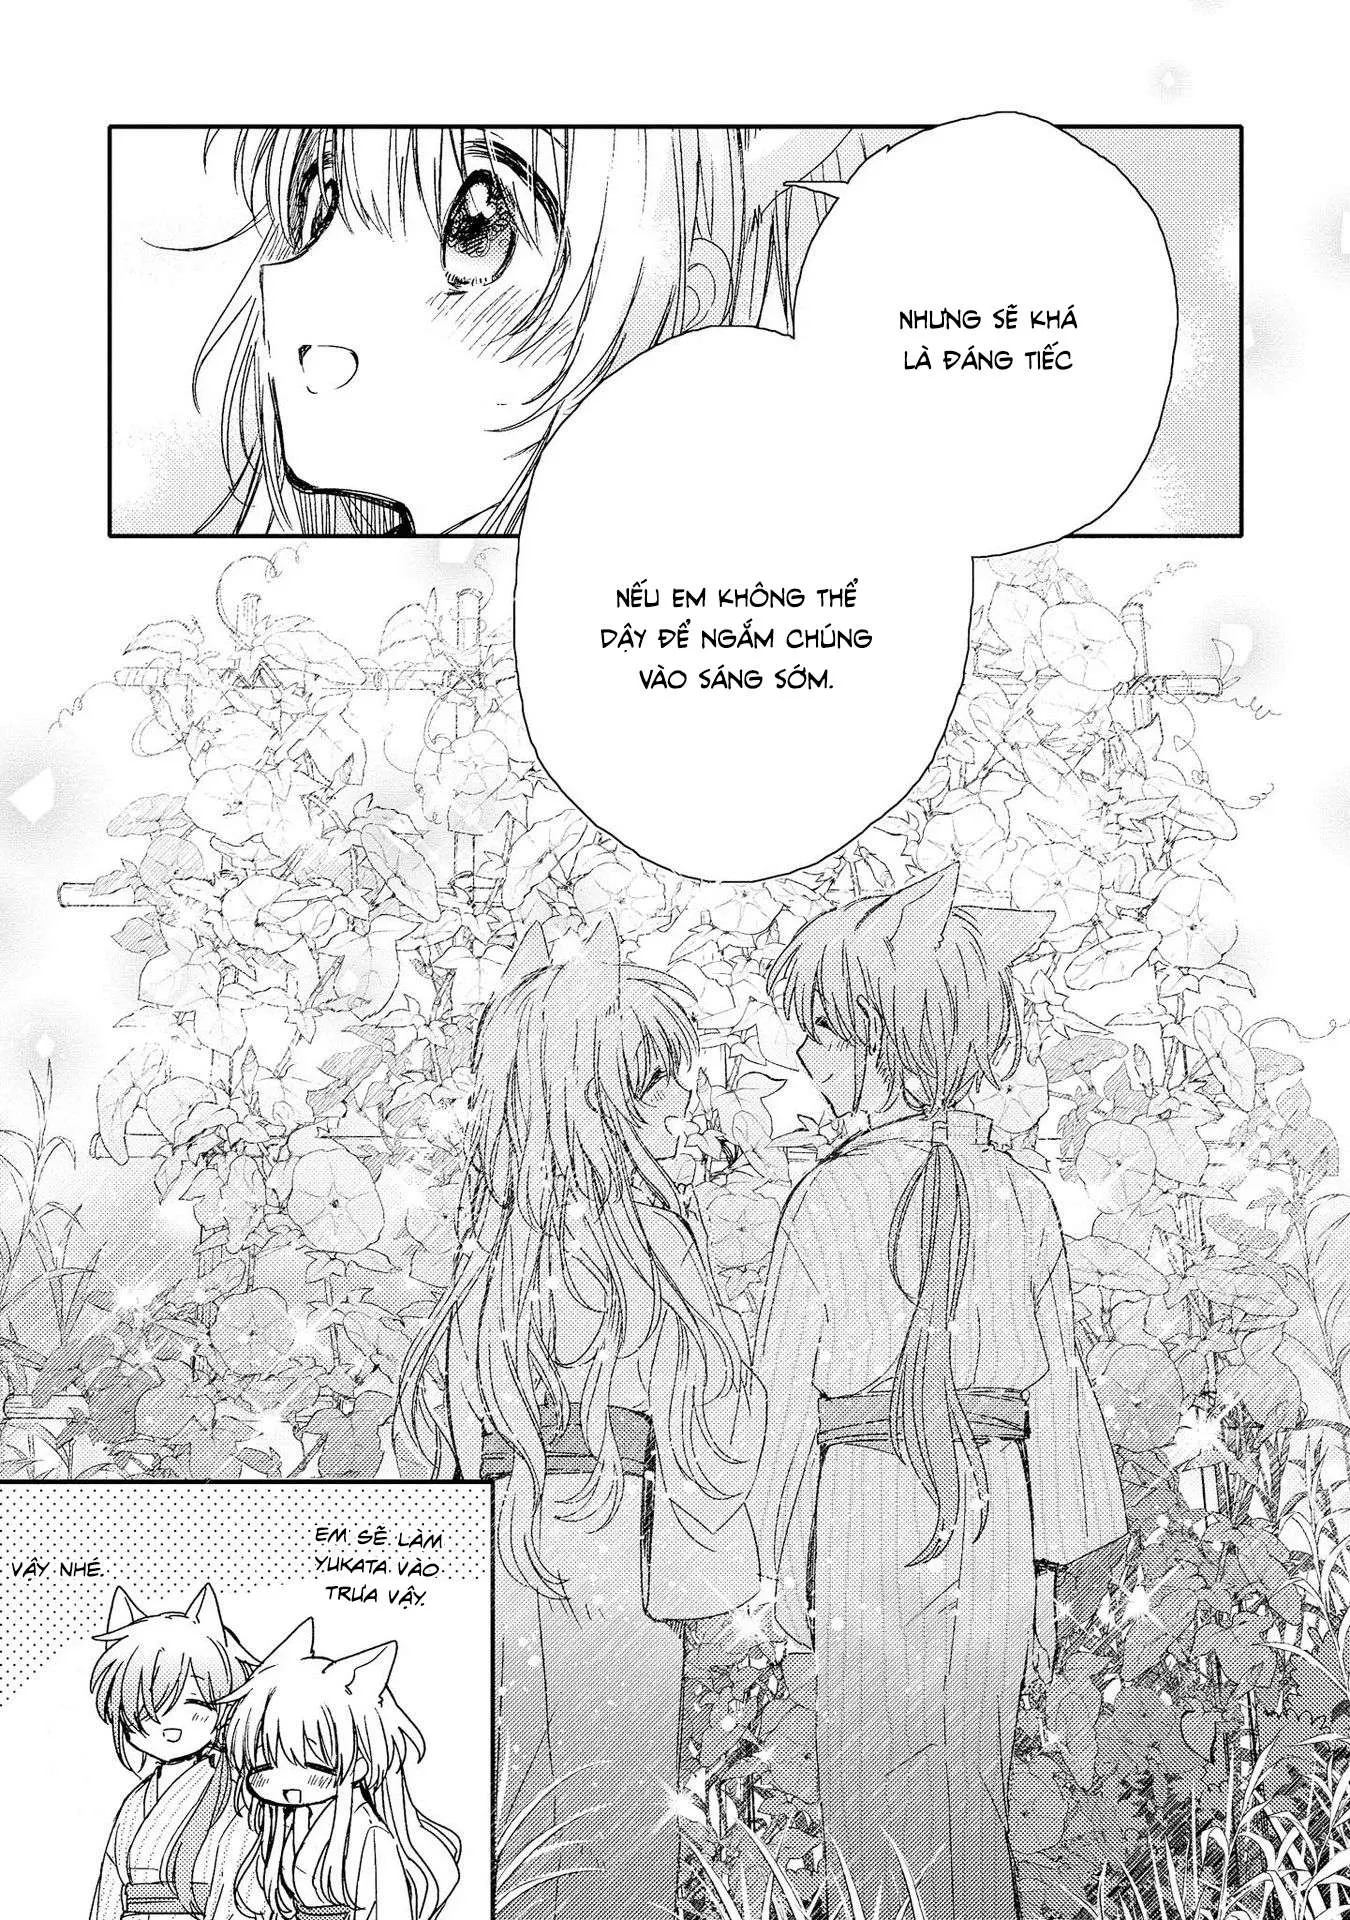 NHƯNG SẼ KHÁ
LÀ ĐÁNG TIẾC
NẾU EM KHÔNG THỂ
DẬY ĐỂ NGẮM CHÚNG
VÀO SÁNG SỚM.
EM SẼ LÀM
YUKATA VÀO
TRƯA VẬY.
VẬY NHÉ.